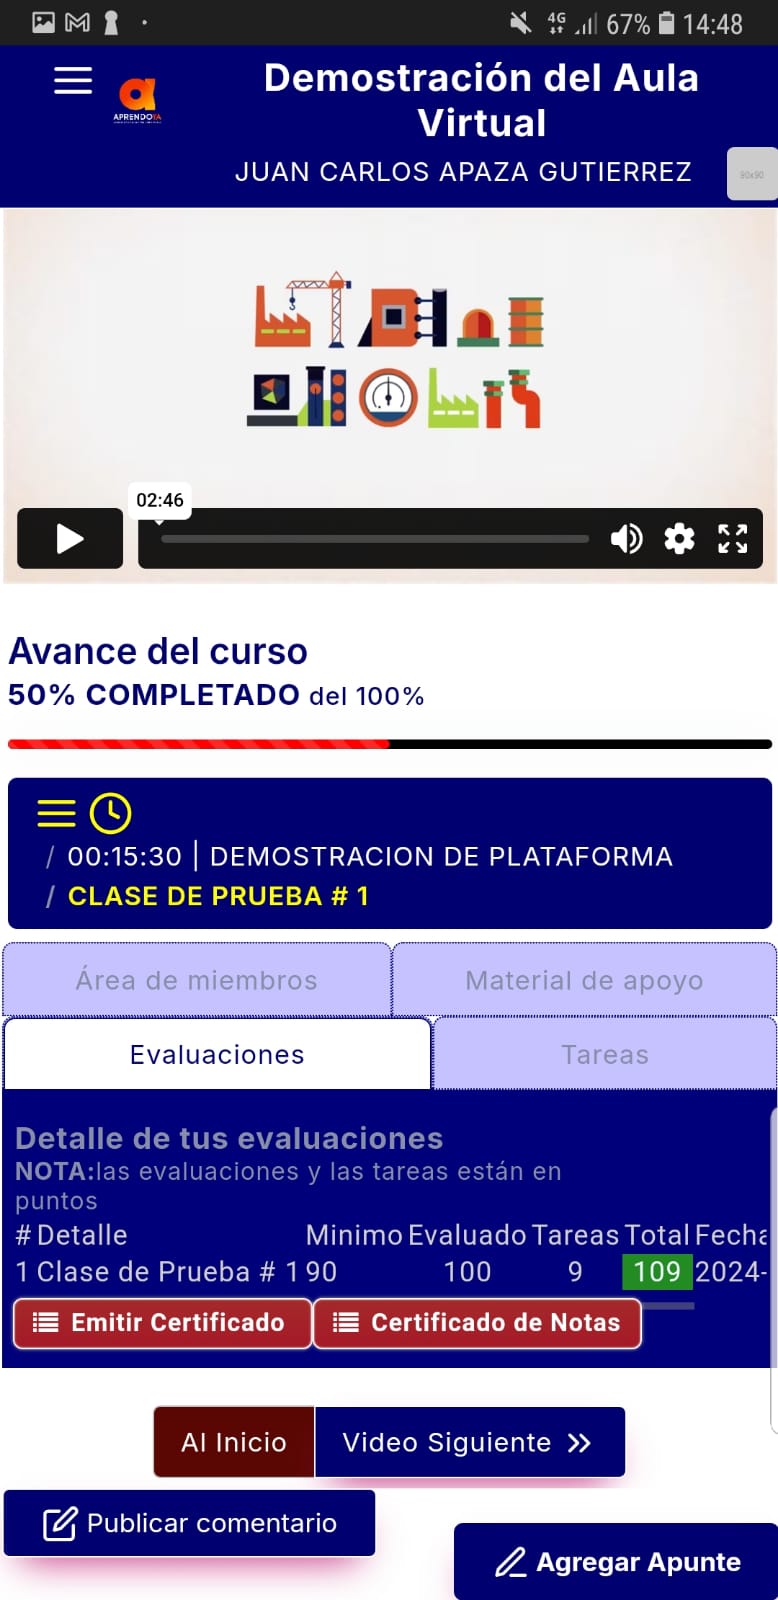 4G 67% 14:48
Demostración del Aula
Virtual
APRENDOYA
JUAN CARLOS APAZA GUTIERREZ
90x90
02:46
Avance del curso
50% COMPLETADO del 100%
/ 00:15:30 | DEMOSTRACION DE PLATAFORMA
/ CLASE DE PRUEBA # 1
Área de miembros
Material de apoyo
Evaluaciones
Tareas
Detalle de tus evaluaciones
NOTA:las evaluaciones y las tareas están en
puntos
# Detalle Minimo Evaluado Tareas Total Fecha
1 Clase de Prueba # 1 90 100 9 109 2024-
Emitir Certificado
Certificado de Notas
Al Inicio
Video Siguiente
Publicar comentario
Agregar Apunte